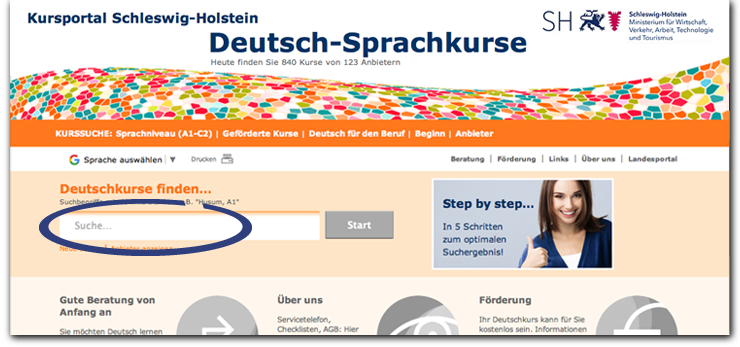 Kursportal Schleswig-Holstein
Deutsch-Sprachkurse
Heute finden Sie 840 Kurse von 123 Anbietern
SH
Schleswig-Holstein
Ministerium für Wirtschaft,
Verkehr, Arbeit, Technologie
und Tourismus
KURSSUCHE: Sprachniveau (A1-C2) | Geförderte Kurse | Deutsch für den Beruf | Beginn | Anbieter
G Sprache auswählen | ▼
Drucken
Beratung | Förderung | Links | Über uns | Landesportal
Deutschkurse finden...
B. "Husum, A1"
Suche...
Start
Anbieter anzeigen
Step by step...
In 5 Schritten
zum optimalen
Suchergebnis!
Gute Beratung von
Anfang an
Sie möchten Deutsch lernen
Über uns
Servicetelefon,
Checklisten, AGB: Hier
Förderung
Ihr Deutschkurs kann für Sie
kostenlos sein. Informationen